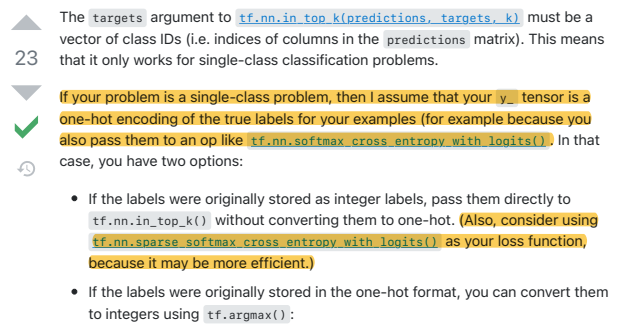 The targets argument to tf.nn.in_top_k(predictions, targets, k) must be a
vector of class IDs (i.e. indices of columns in the predictions matrix). This means
23
that it only works for single-class classification problems.
If your problem is a single-class problem, then I assume that your y_ tensor is a
one-hot encoding of the true labels for your examples (for example because you
also pass them to an op like tf.nn.softmax_cross_entropy_with_logits(). In that
case, you have two options:
• If the labels were originally stored as integer labels, pass them directly to
tf.nn.in_top_k() without converting them to one-hot. (Also, consider using
tf.nn.sparse_softmax_cross_entropy_with_logits() as your loss function,
because it may be more efficient.)
• If the labels were originally stored in the one-hot format, you can convert them
to integers using tf.argmax():